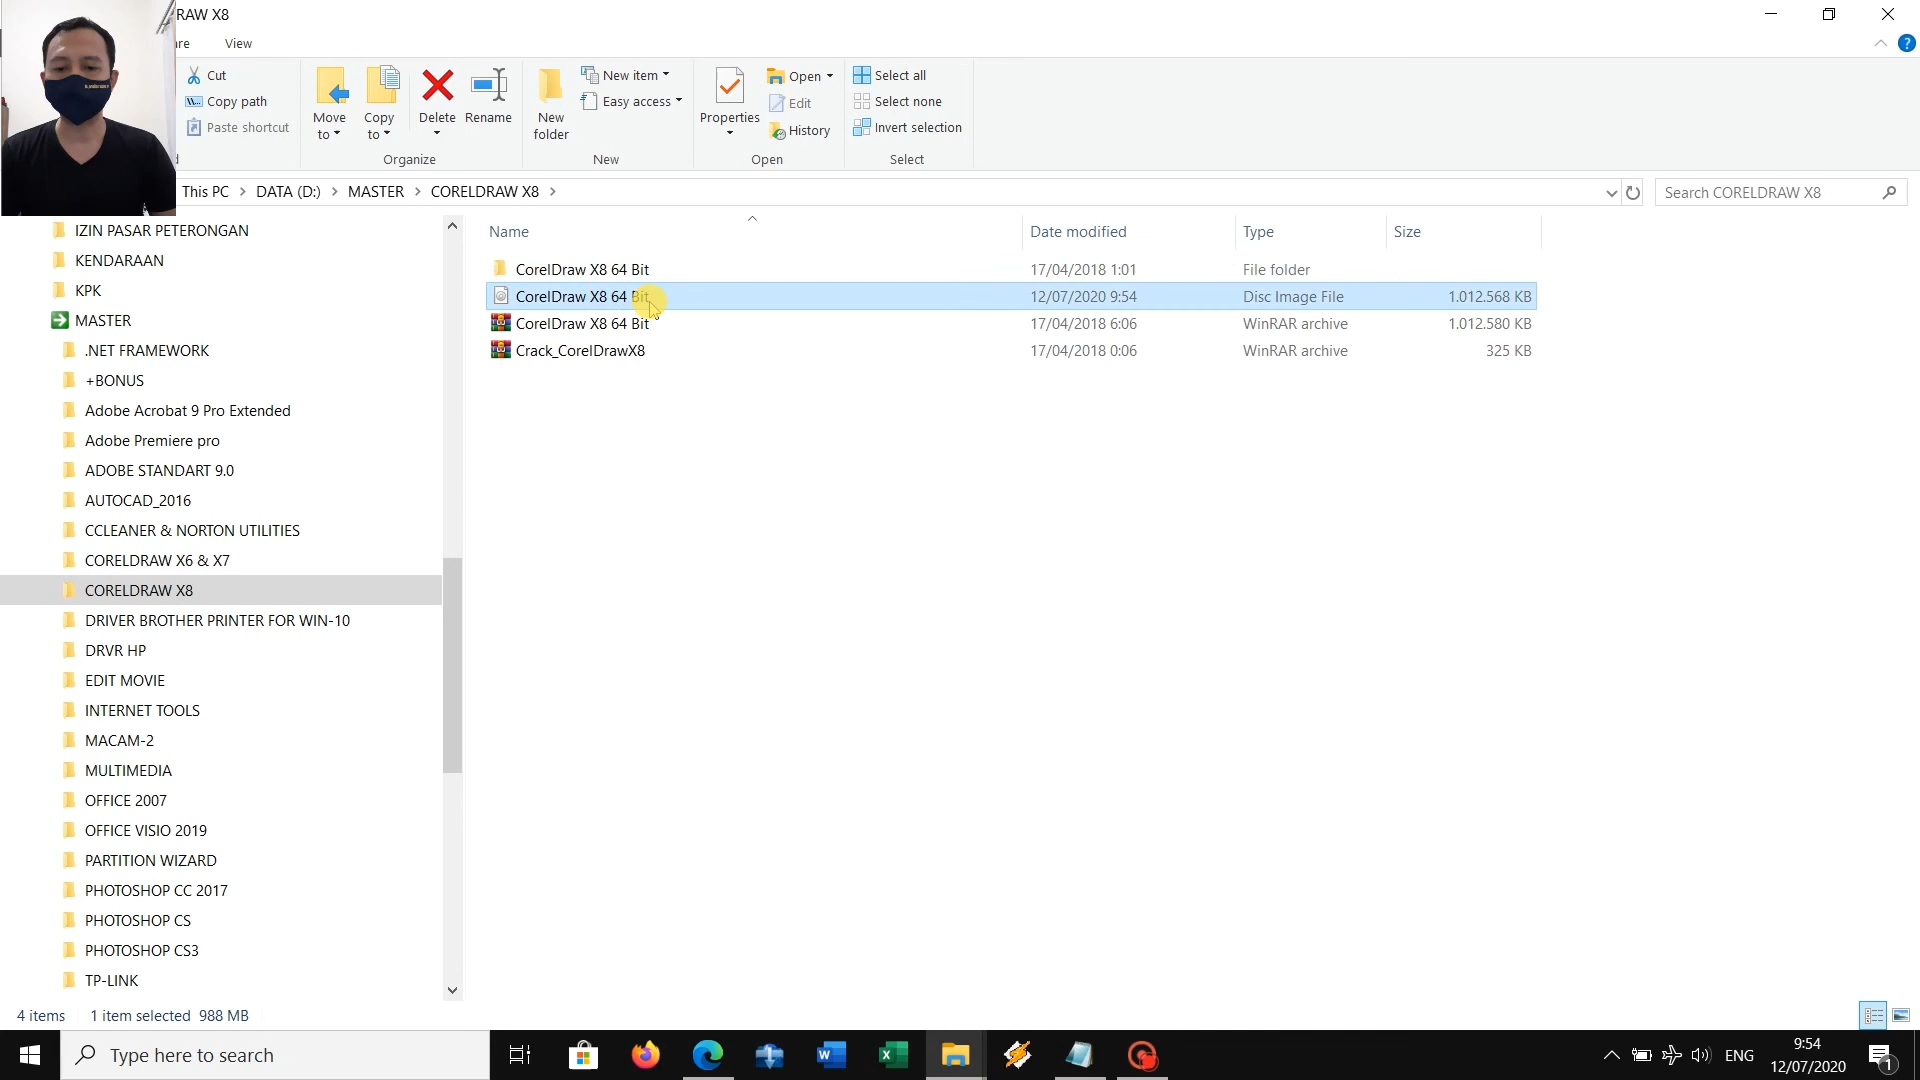 RAW X8
are
View
Cut
Copy path
Paste shortcut
Move to
Copy to
Delete
Rename
Organize
New folder
New item
Easy access
New
Properties
Open
Edit
History
Open
Select all
Select none
Invert selection
Select
This PC > DATA (D:) > MASTER > CORELDRAW X8 >
Search CORELDRAW X8
Name Date modified Type Size
CorelDraw X8 64 Bit 17/04/2018 1:01 File folder
CorelDraw X8 64 Bit 12/07/2020 9:54 Disc Image File 1.012.568 KB
CorelDraw X8 64 Bit 17/04/2018 6:06 WinRAR archive 1.012.580 KB
Crack_CorelDrawX8 17/04/2018 0:06 WinRAR archive 325 KB
IZIN PASAR PETERONGAN
KENDARAAN
KPK
MASTER
.NET FRAMEWORK
+BONUS
Adobe Acrobat 9 Pro Extended
Adobe Premiere pro
ADOBE STANDART 9.0
AUTOCAD_2016
CCLEANER & NORTON UTILITIES
CORELDRAW X6 & X7
CORELDRAW X8
DRIVER BROTHER PRINTER FOR WIN-10
DRVR HP
EDIT MOVIE
INTERNET TOOLS
MACAM-2
MULTIMEDIA
OFFICE 2007
OFFICE VISIO 2019
PARTITION WIZARD
PHOTOSHOP CC 2017
PHOTOSHOP CS
PHOTOSHOP CS3
TP-LINK
4 items 1 item selected 988 MB
Type here to search
ENG
9:54
12/07/2020
1